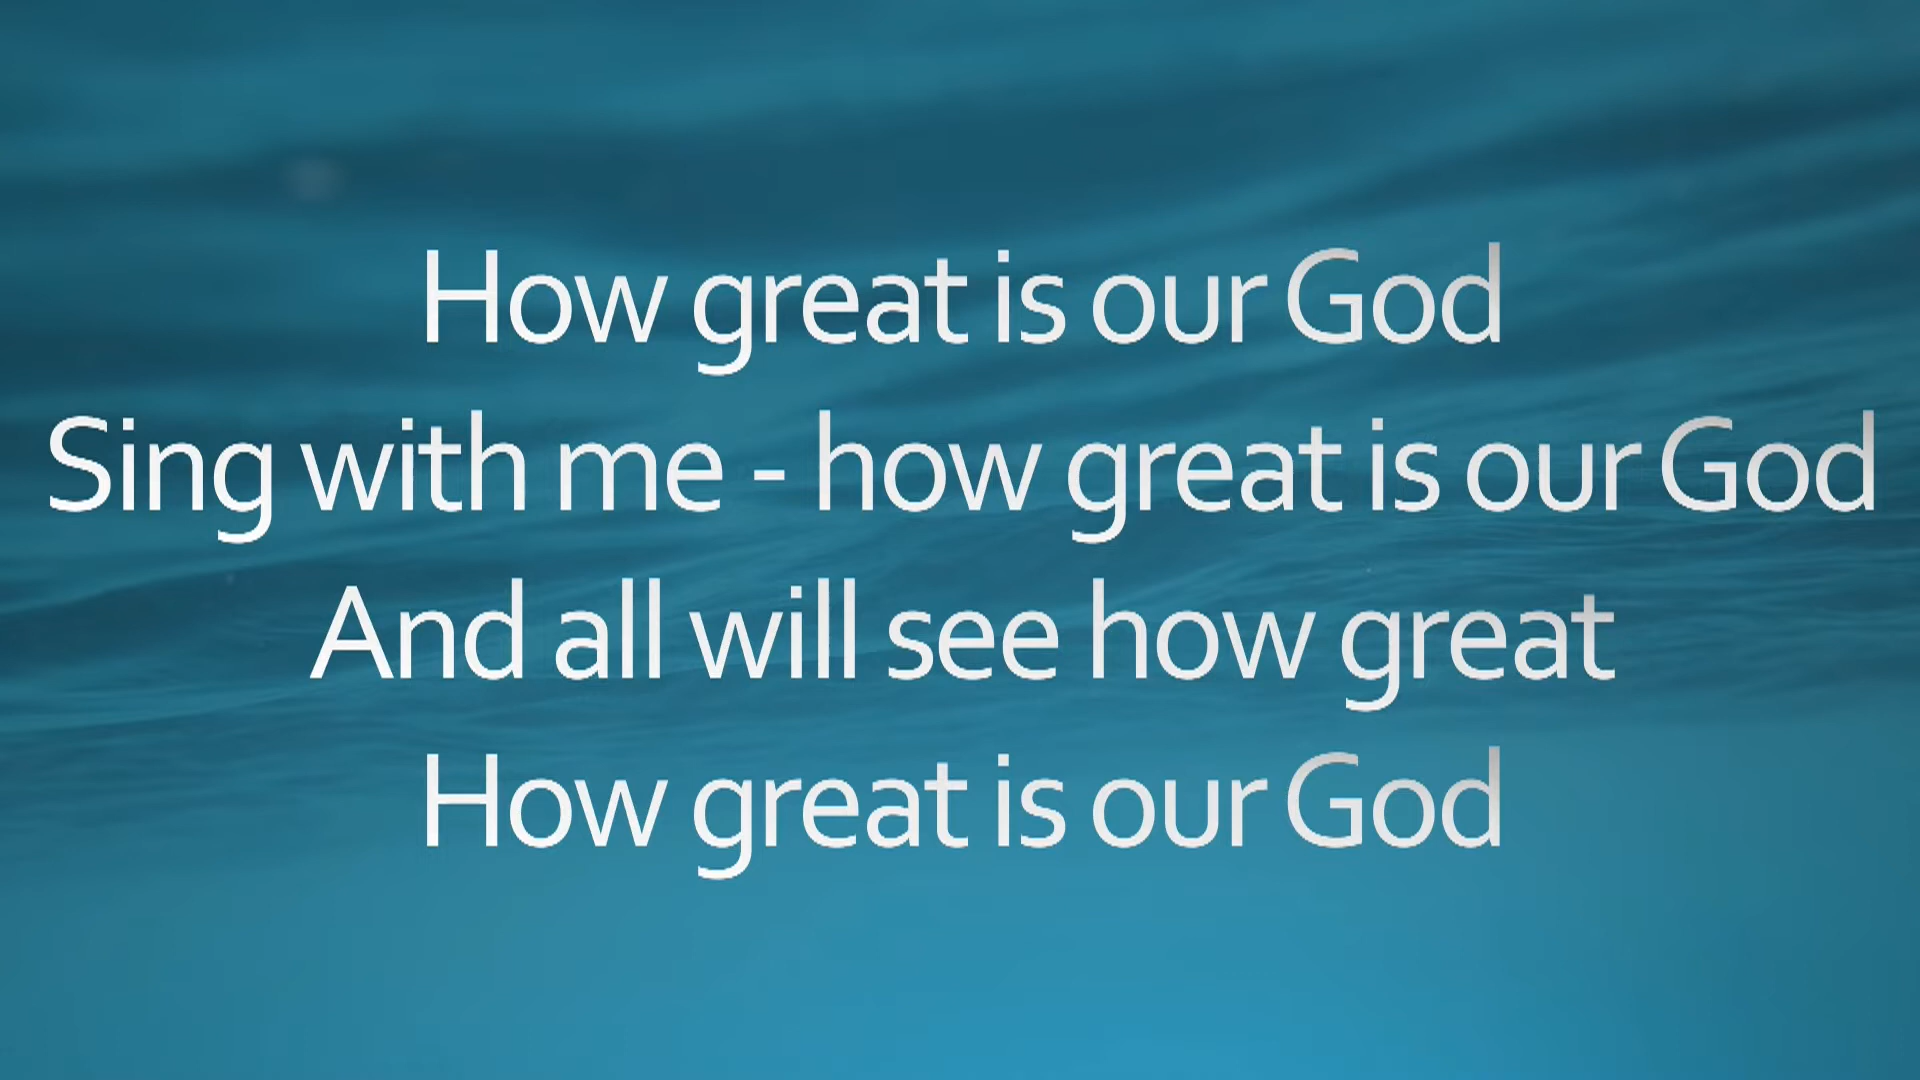 How great is our God
Sing with me - how great is our God
And all will see how great
How great is our God